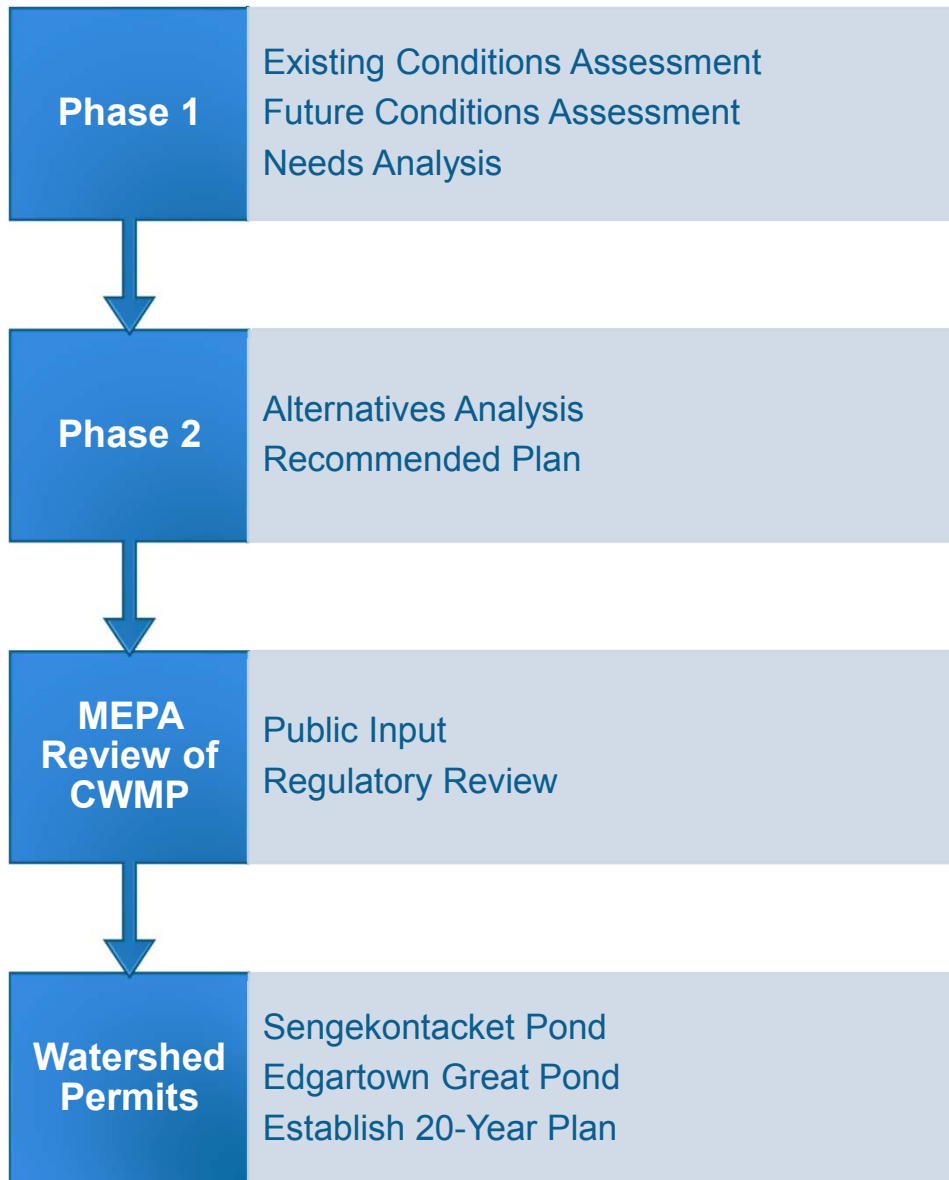 Phase 1
Existing Conditions Assessment
Future Conditions Assessment
Needs Analysis
Phase 2
Alternatives Analysis
Recommended Plan
MEPA
Review of
CWMP
Public Input
Regulatory Review
Watershed
Permits
Sengekontacket Pond
Edgartown Great Pond
Establish 20-Year Plan